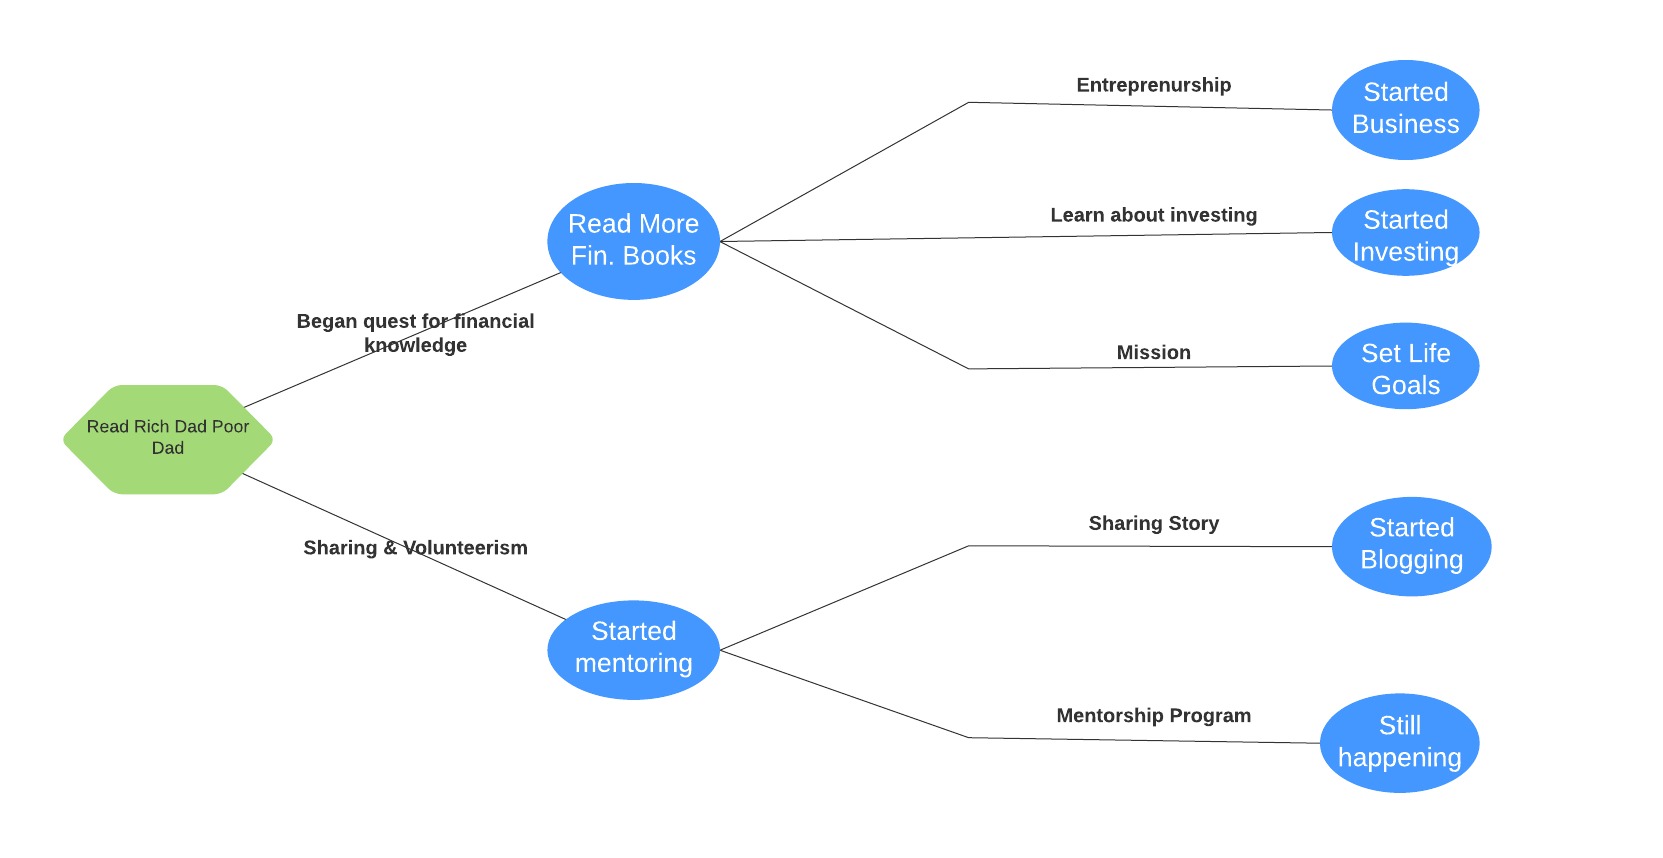 Entreprenurship
Started
Business
Learn about investing
Started
Investing
Read More
Fin. Books
Mission
Set Life
Goals
Began quest for financial
knowledge
Read Rich Dad Poor
Dad
Sharing & Volunteerism
Started
mentoring
Sharing Story
Started
Blogging
Mentorship Program
Still
happening